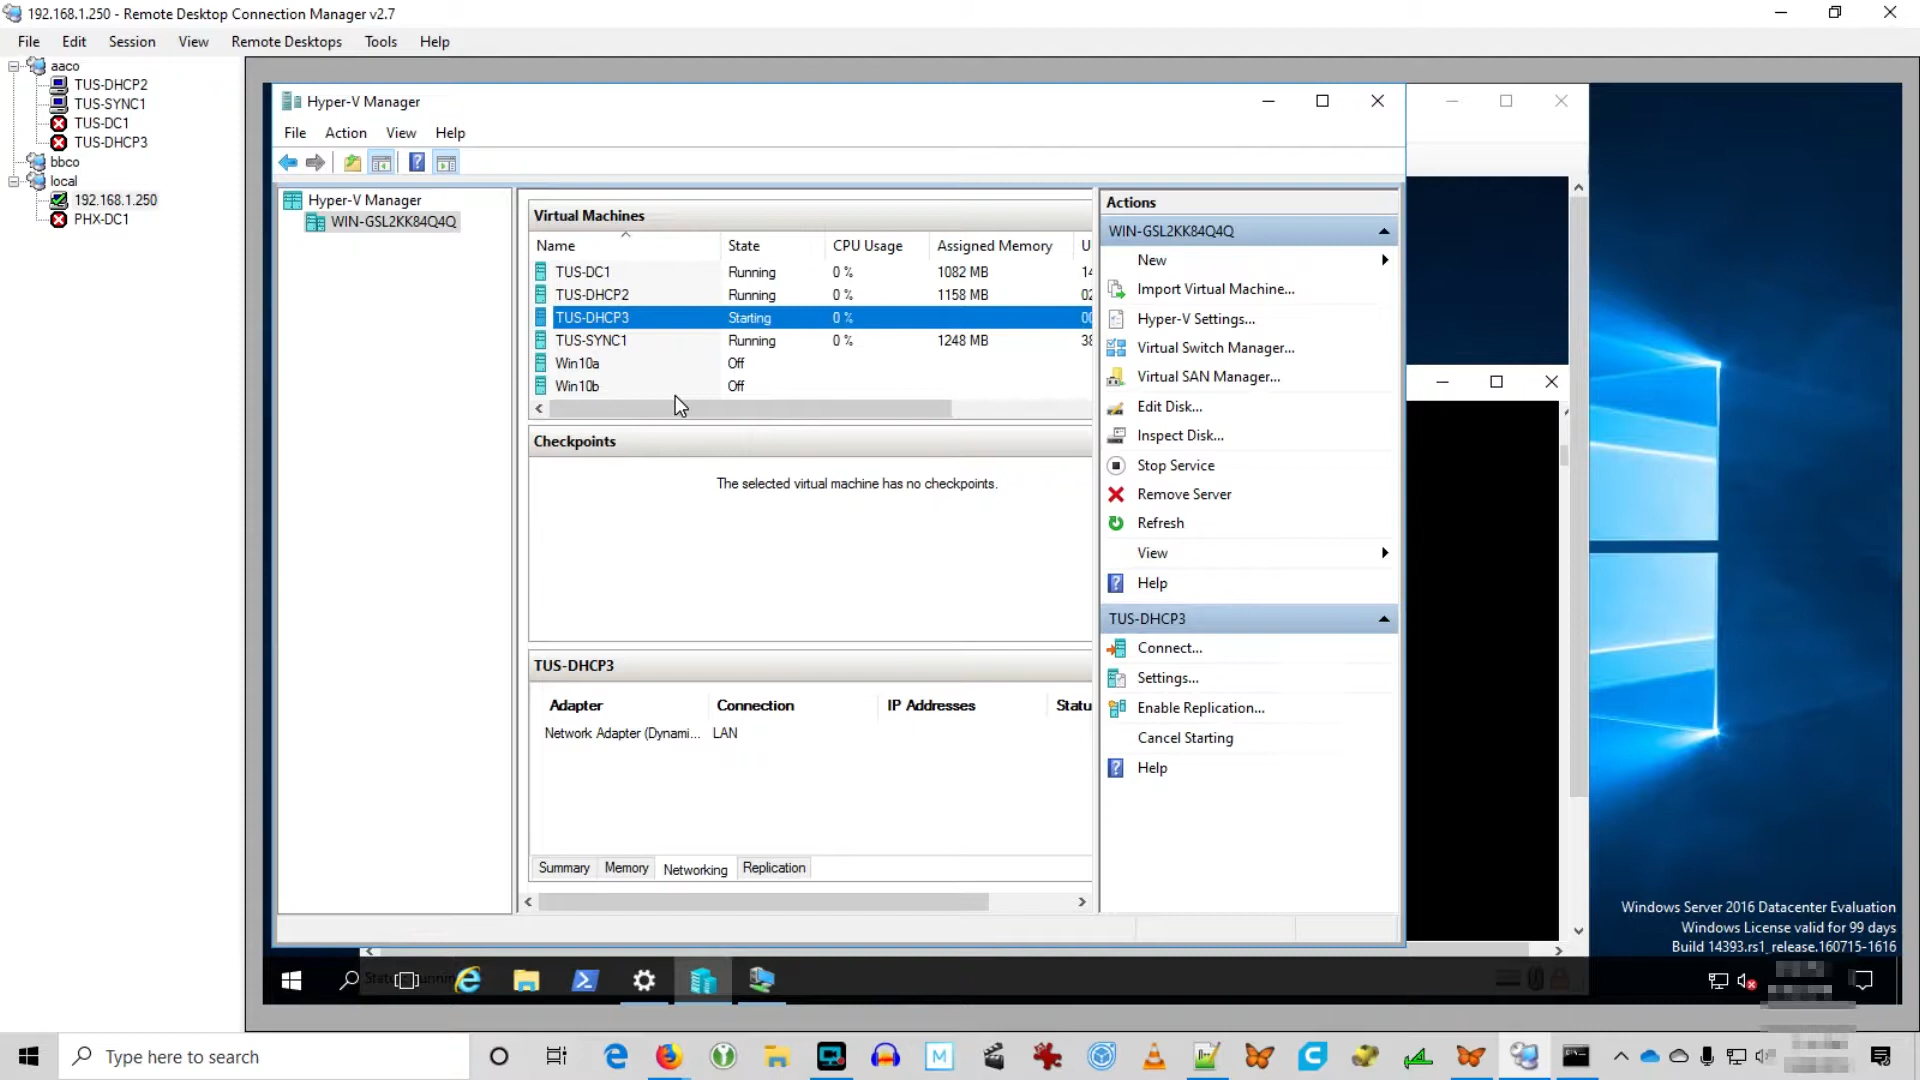 192.168.1.250 - Remote Desktop Connection Manager v2.7
File Edit Session View Remote Desktops Tools Help
aaco
TUS-DHCP2
TUS-SYNC1
TUS-DC1
TUS-DHCP3
bbco
local
192.168.1.250
PHX-DC1
Hyper-V Manager
File Action View Help
Hyper-V Manager
WIN-GSL2KK84Q4Q
Virtual Machines
Name State CPU Usage Assigned Memory U
TUS-DC1 Running 0 % 1082 MB 14
TUS-DHCP2 Running 0 % 1158 MB 02
TUS-DHCP3 Starting 0 % 00
TUS-SYNC1 Running 0 % 1248 MB 38
Win10a Off
Win10b Off
Checkpoints
The selected virtual machine has no checkpoints.
TUS-DHCP3
Adapter Connection IP Addresses Statu
Network Adapter (Dynami... LAN
Summary Memory Networking Replication
Actions
WIN-GSL2KK84Q4Q
New
Import Virtual Machine...
Hyper-V Settings...
Virtual Switch Manager...
Virtual SAN Manager...
Edit Disk...
Inspect Disk...
Stop Service
Remove Server
Refresh
View
Help
TUS-DHCP3
Connect...
Settings...
Enable Replication...
Cancel Starting
Help
Windows Server 2016 Datacenter Evaluation
Windows License valid for 99 days
Build 14393.rs1_release.160715-1616
Type here to search